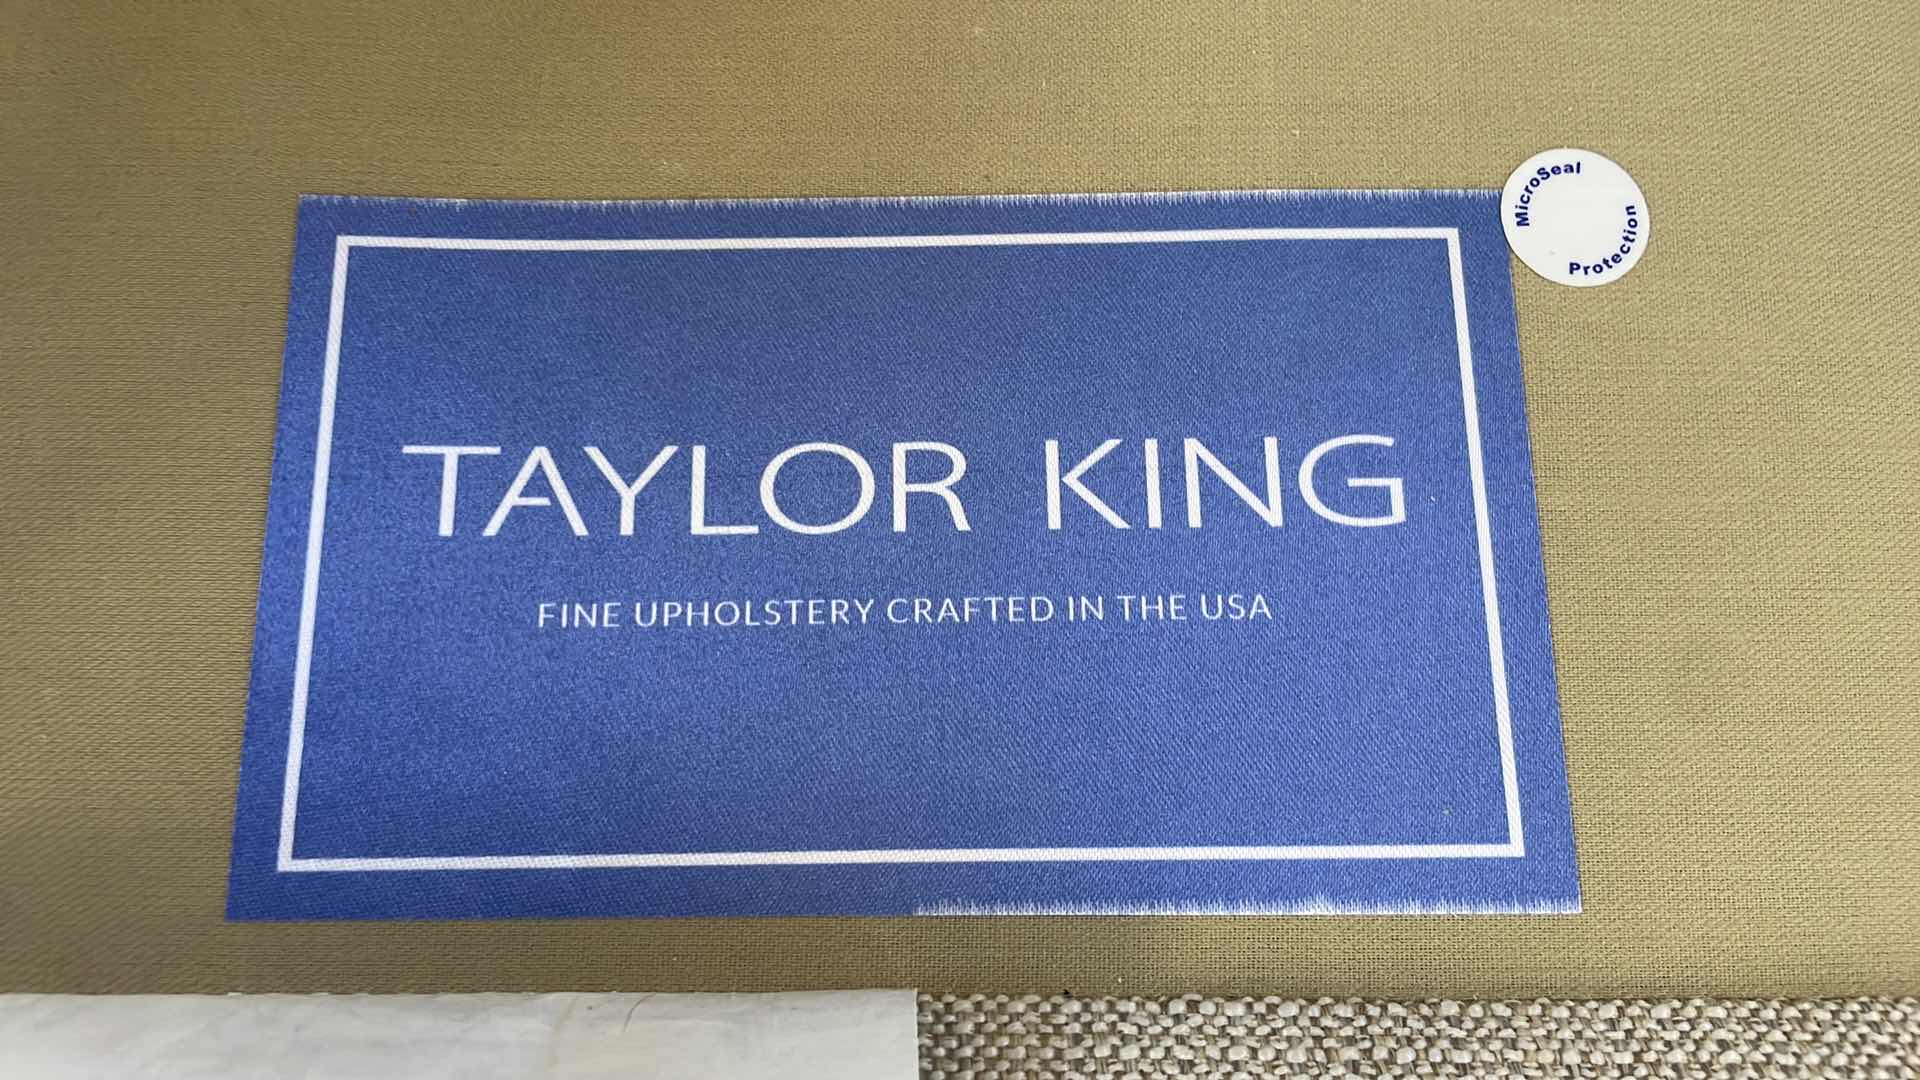 TAYLOR KING
FINE UPHOLSTERY CRAFTED IN THE USA
MicroSeal
Protection